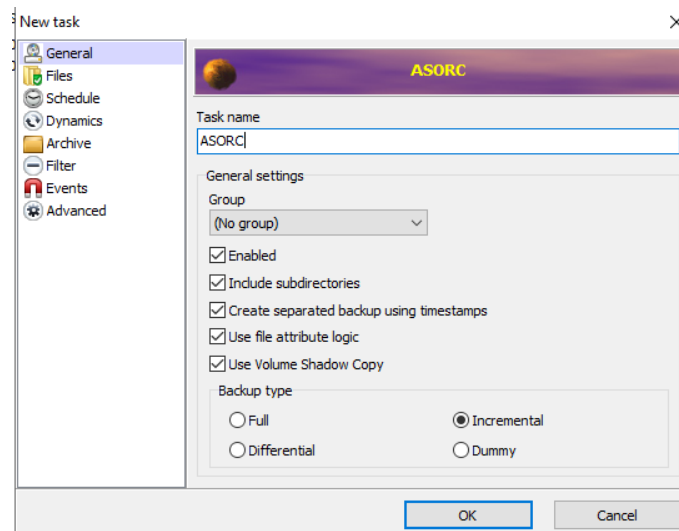 New task
General
Files
Schedule
Dynamics
Archive
Filter
Events
Advanced
ASORC
Task name
ASORC
General settings
Group
(No group)
Enabled
Include subdirectories
Create separated backup using timestamps
Use file attribute logic
Use Volume Shadow Copy
Backup type
Full
Incremental
Differential
Dummy
OK
Cancel